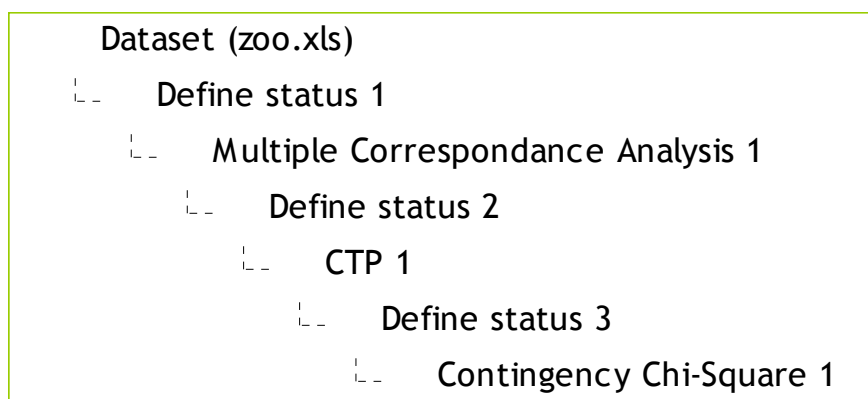 Dataset (zoo.xls)
Define status 1
Multiple Correspondance Analysis 1
Define status 2
CTP 1
Define status 3
Contingency Chi-Square 1